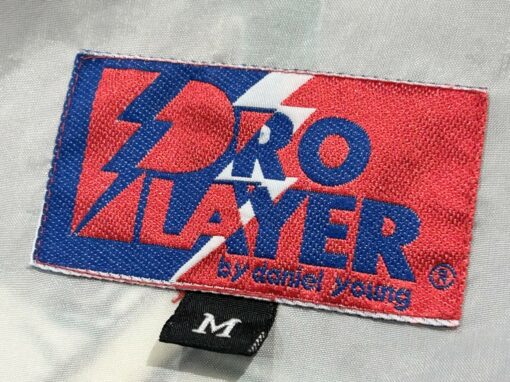 PRO
PLAYER
by daniel young ®
M